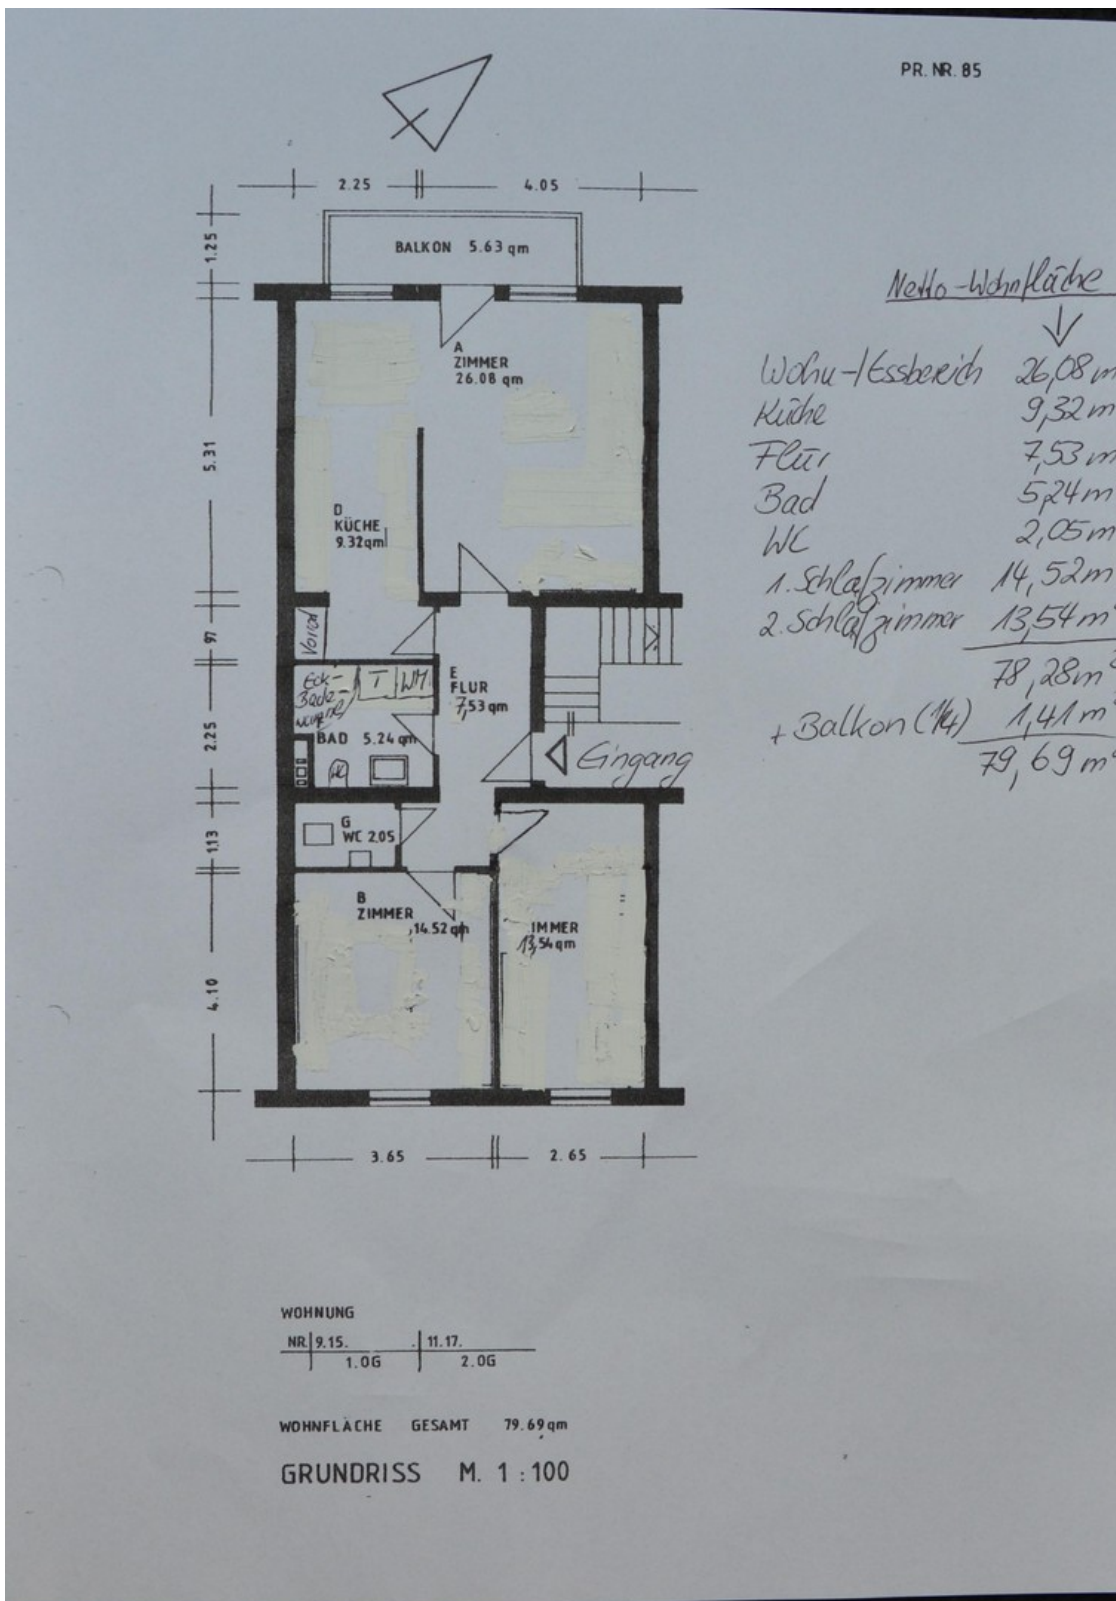 PR. NR. 85
2.25 4.05
1.25
BALKON 5.63 qm
Netto-Wohnfläche
A
ZIMMER
26.08 qm
Wohn-/Essbereich 26,08 m
Küche 9,32 m
Flur 7,53 m
Bad 5,24 m
WC 2,05 m
1. Schlafzimmer 14,52 m
2. Schlafzimmer 13,54 m²
78,28 m²
+ Balkon (1/4) 1,41 m²
79,69 m²
5.31
D
KÜCHE
9.32qm
97
Vorrat
E
FLUR
7,53 qm
Eck-
Bade-
wanne
T WM
2.25
BAD 5.24 qm
WC
Eingang
1.13
G
WC 2.05
B
ZIMMER
14.52 qm
IMMER
13,54 qm
4.10
3.65 2.65
WOHNUNG
NR. 9.15. 11.17.
1.OG 2.OG
WOHNFLÄCHE GESAMT 79.69 qm
GRUNDRISS M. 1 : 100